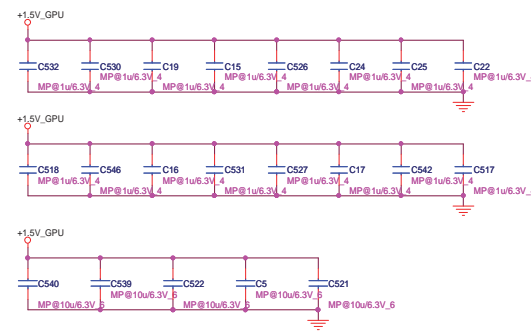 +1.5V_GPU
C532 C530 C19 C15 C526 C24 C25 C22
MP@1u/6.3V_4 MP@1u/6.3V_4 MP@1u/6.3V_4 MP@1u/6.3V_
MP@1u/6.3V_4 MP@1u/6.3V_4 MP@1u/6.3V_4 MP@1u/6.3V_4
+1.5V_GPU
C518 C546 C16 C531 C527 C17 C542 C517
MP@1u/6.3V_4 MP@1u/6.3V_4 MP@1u/6.3V_4 MP@1u/6.3V_4
MP@1u/6.3V_4 MP@1u/6.3V_4 MP@1u/6.3V_4 MP@1u/6.3V_
+1.5V_GPU
C540 C539 C522 C5 C521
MP@10u/6.3V_6 MP@10u/6.3V_6
MP@10u/6.3V_6 MP@10u/6.3V_6 MP@10u/6.3V_6